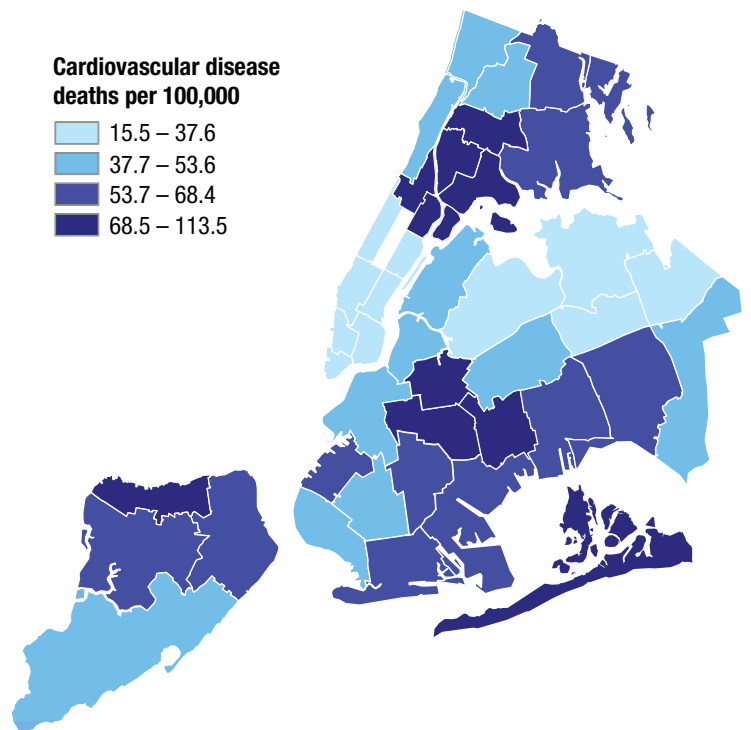 Cardiovascular disease
deaths per 100,000
15.5 – 37.6
37.7 – 53.6
53.7 – 68.4
68.5 – 113.5